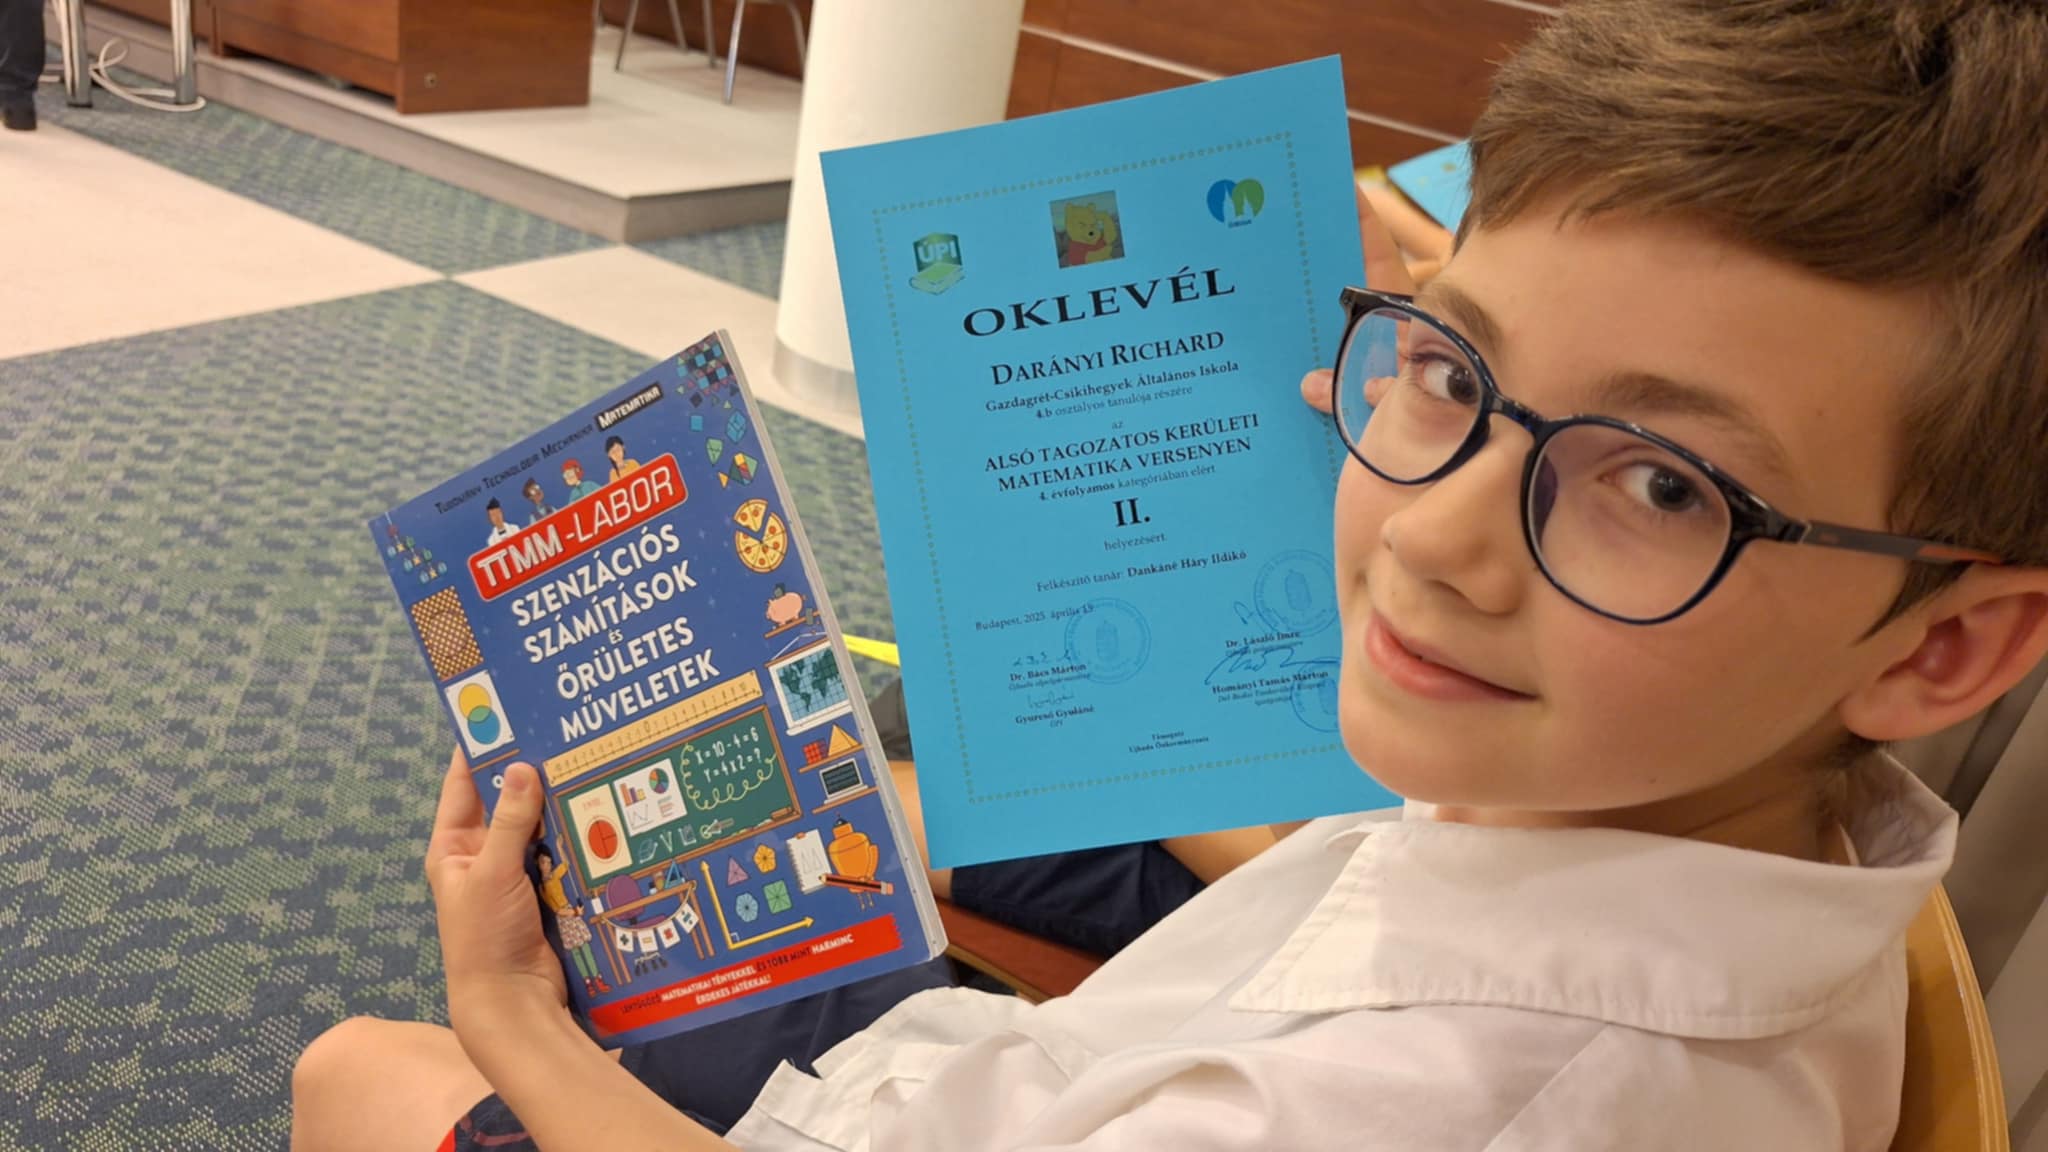 TUDOMÁNY TECHNOLÓGIA MECHANIKA MATEMATIKA
TTMM-LABOR
SZENZÁCIÓS
SZÁMÍTÁSOK
ÉS
ŐRÜLETES
MŰVELETEK
X = 10 - 4 = 6
Y = 4 x 2 = ?
LENYŰGÖZŐ MATEMATIKAI TÉNYEKKEL ÉS TÖBB MINT HARMINC
ÉRDEKES JÁTÉKKAL!
ÚPI
OKLEVÉL
DARÁNYI RICHARD
Gazdagrét-Csikihegyek Általános Iskola
4.b osztályos tanulója részére
az
ALSÓ TAGOZATOS KERÜLETI
MATEMATIKA VERSENYEN
4. évfolyamos kategóriában elért
II.
helyezésért
Felkészítő tanár: Dankáné Háry Ildikó
Budapest, 2025. április
Dr. László Imre
Dr. Bács Márton
Hományi Tamás Márton
Gyuresó Gyuláné
ÚPI
Támogató
Újbuda Önkormányzata